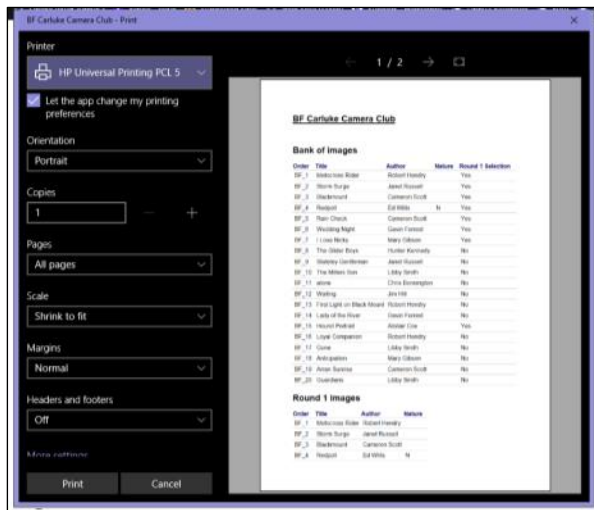 BF Carluke Camera Club - Print
Printer
HP Universal Printing PCL 5
Let the app change my printing
preferences
Orientation
Portrait
Copies
1
Pages
All pages
Scale
Shrink to fit
Margins
Normal
Headers and footers
Off
More settings
Print Cancel
1 / 2
BF Carluke Camera Club
Bank of images
Order Title Author Nature Round 1 Selection
BF_1 Motocross Rider Robert Hendry Yes
BF_2 Storm Surge Janet Russell Yes
BF_3 Blackmount Cameron Scott Yes
BF_4 Redpoll Ed Wills N Yes
BF_5 Rain Check Cameron Scott Yes
BF_6 Wedding Night Gwen Forrest Yes
BF_7 I Love Nicky Mary Gibson Yes
BF_8 The Glider Boys Hunter Kennedy No
BF_9 Gentleman Janet Russell No
BF_10 The Mitses Tom Libby Smith No
BF_11 alone Chris Bonnington No
BF_12 Waiting Jim Hill No
BF_13 First Light on Black Mount Robert Hendry No
BF_14 Lady of the River Gwen Forrest No
BF_15 Hound Portrait Alistair Cox Yes
BF_16 Loyal Companion Robert Hendry No
BF_17 Gone Libby Smith No
BF_18 Anticipation Mary Gibson No
BF_19 Arran Sunrise Cameron Scott No
BF_20 Guardians Libby Smith No
Round 1 images
Order Title Author Nature
BF_1 Motocross Rider Robert Hendry
BF_2 Storm Surge Janet Russell
BF_3 Blackmount Cameron Scott
BF_4 Redpoll Ed Wills N